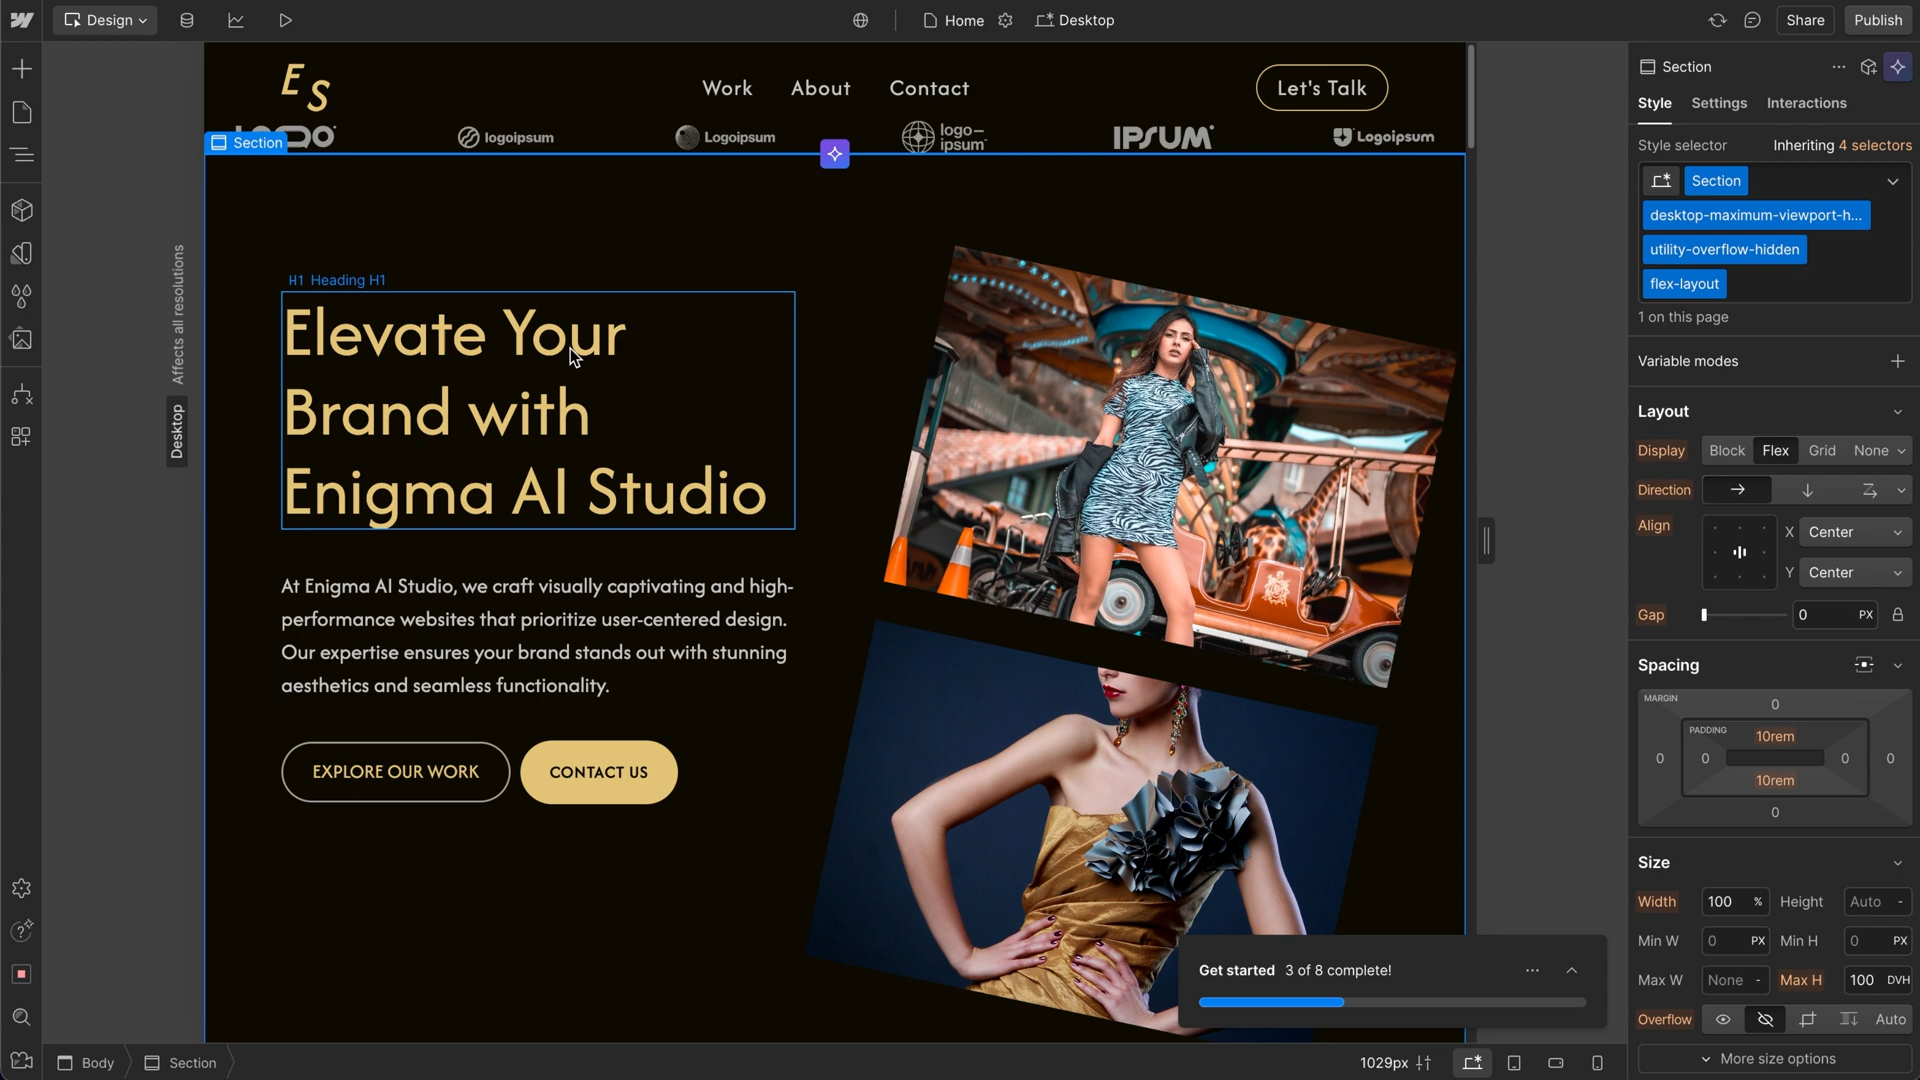 Design
Home
Desktop
Share
Publish
E S
Work
About
Contact
Let's Talk
Section
logoipsum
Logoipsum
logo-
ipsum
IPSUM
Logoipsum
H1 Heading H1
Elevate Your
Brand with
Enigma AI Studio
At Enigma AI Studio, we craft visually captivating and high-
performance websites that prioritize user-centered design.
Our expertise ensures your brand stands out with stunning
aesthetics and seamless functionality.
EXPLORE OUR WORK
CONTACT US
Affects all resolutions
Desktop
Get started 3 of 8 complete!
Body
Section
1029px
Section
Style
Settings
Interactions
Style selector
Inheriting 4 selectors
Section
desktop-maximum-viewport-h...
utility-overflow-hidden
flex-layout
1 on this page
Variable modes
Layout
Display
Block
Flex
Grid
None
Direction
Align
X
Center
Y
Center
Gap
0
PX
Spacing
MARGIN
0
PADDING
10rem
0
0
0
0
10rem
0
Size
Width
100
%
Height
Auto
-
Min W
0
PX
Min H
0
PX
Max W
None
-
Max H
100
DVH
Overflow
Auto
More size options